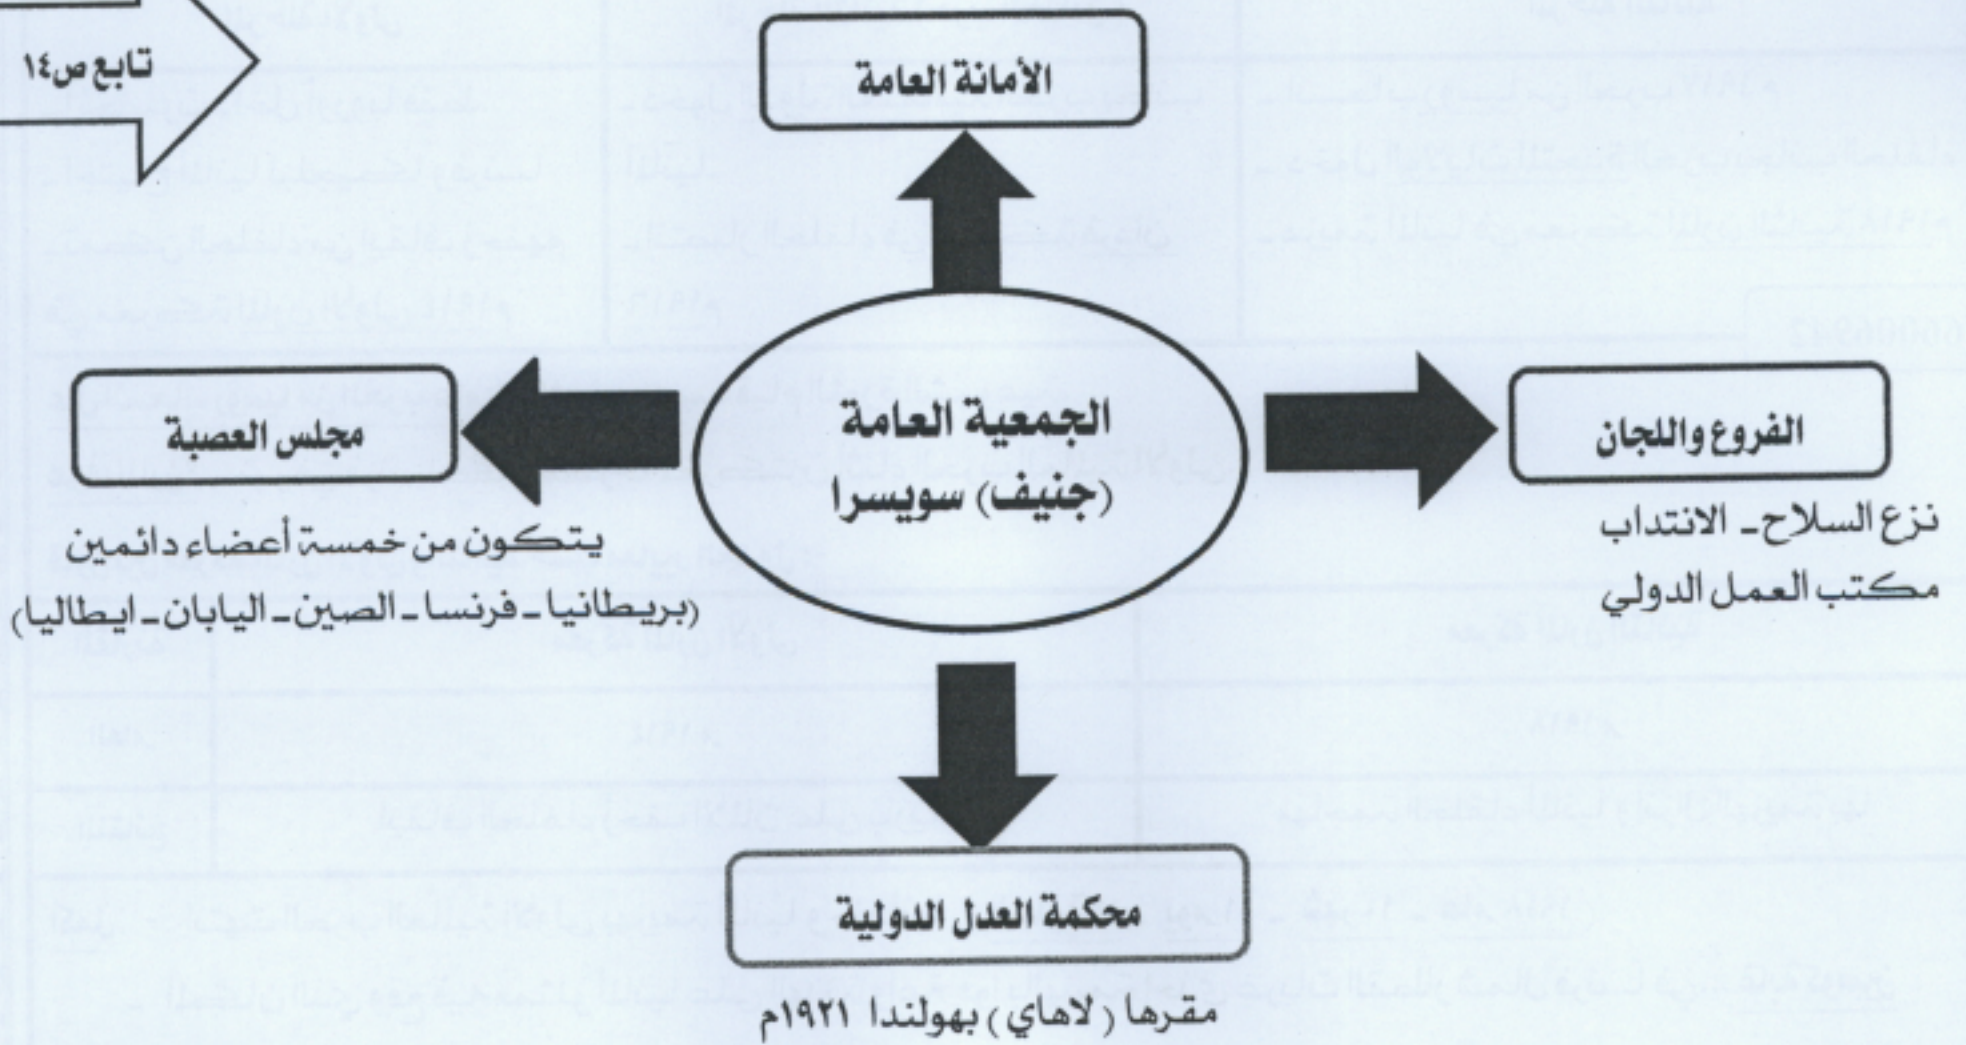 تابع ص١٤
الأمانة العامة
الجمعية العامة
(جنيف) سويسرا
الفروع واللجان
نزع السلاح - الانتداب
مكتب العمل الدولي
مجلس العصبة
يتكون من خمسة أعضاء دائمين
(بريطانيا - فرنسا - الصين - اليابان - ايطاليا)
محكمة العدل الدولية
مقرها (لاهاي) بهولندا ١٩٢١م